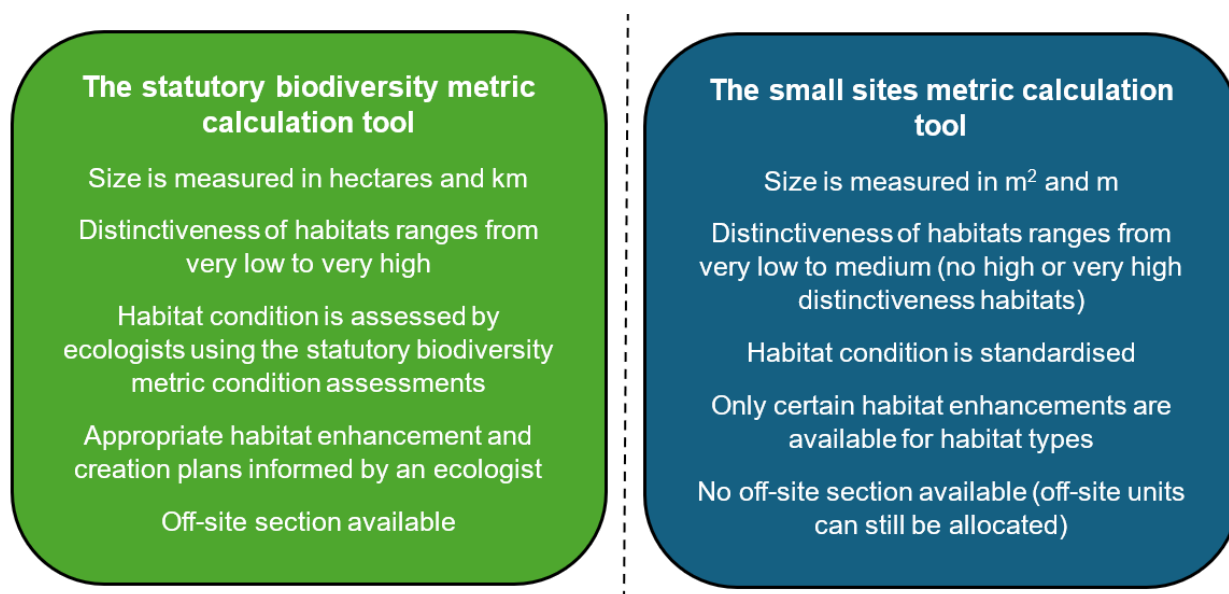 The statutory biodiversity metric
calculation tool
Size is measured in hectares and km
Distinctiveness of habitats ranges from
very low to very high
Habitat condition is assessed by
ecologists using the statutory biodiversity
metric condition assessments
Appropriate habitat enhancement and
creation plans informed by an ecologist
Off-site section available
The small sites metric calculation
tool
Size is measured in m² and m
Distinctiveness of habitats ranges from
very low to medium (no high or very high
distinctiveness habitats)
Habitat condition is standardised
Only certain habitat enhancements are
available for habitat types
No off-site section available (off-site units
can still be allocated)